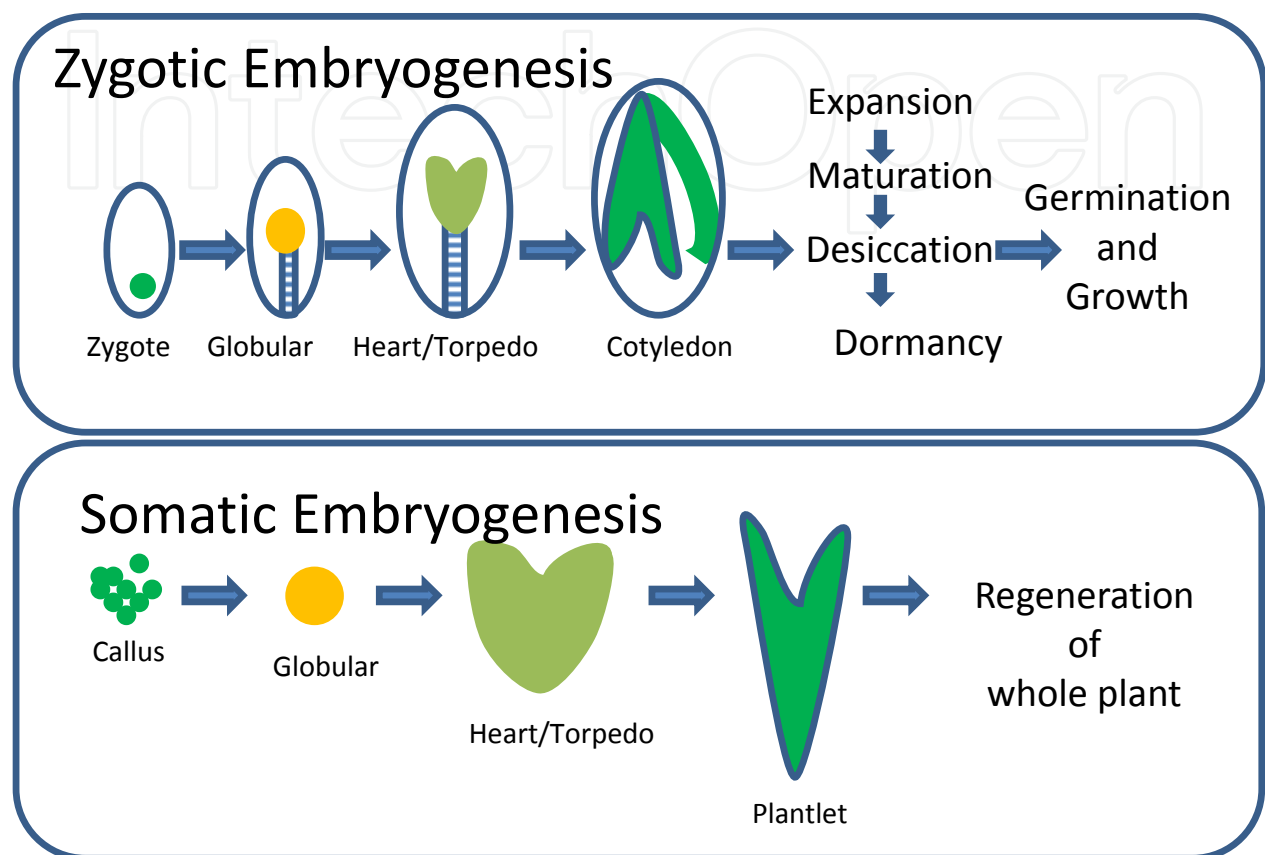 IntechOpen
Zygotic Embryogenesis
Expansion
Maturation
Desiccation
Dormancy
Germination
and
Growth
Zygote
Globular
Heart/Torpedo
Cotyledon
Somatic Embryogenesis
Callus
Globular
Heart/Torpedo
Plantlet
Regeneration
of
whole plant